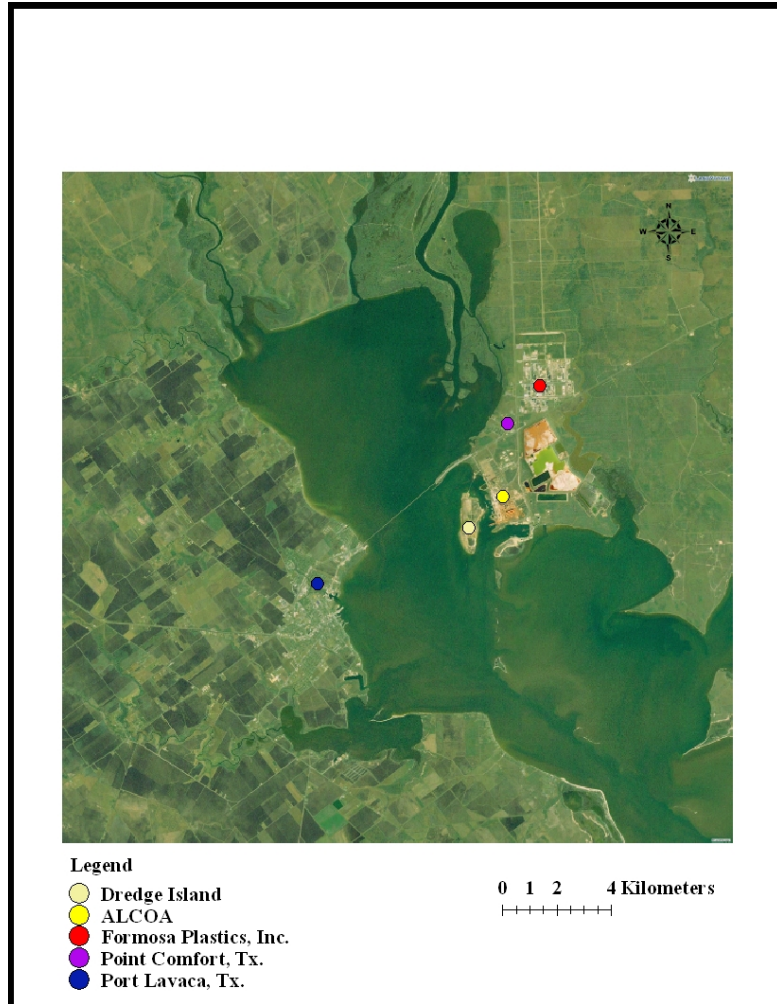 N
W E
S
Legend
Dredge Island
ALCOA
Formosa Plastics, Inc.
Point Comfort, Tx.
Port Lavaca, Tx.
0 1 2 4 Kilometers